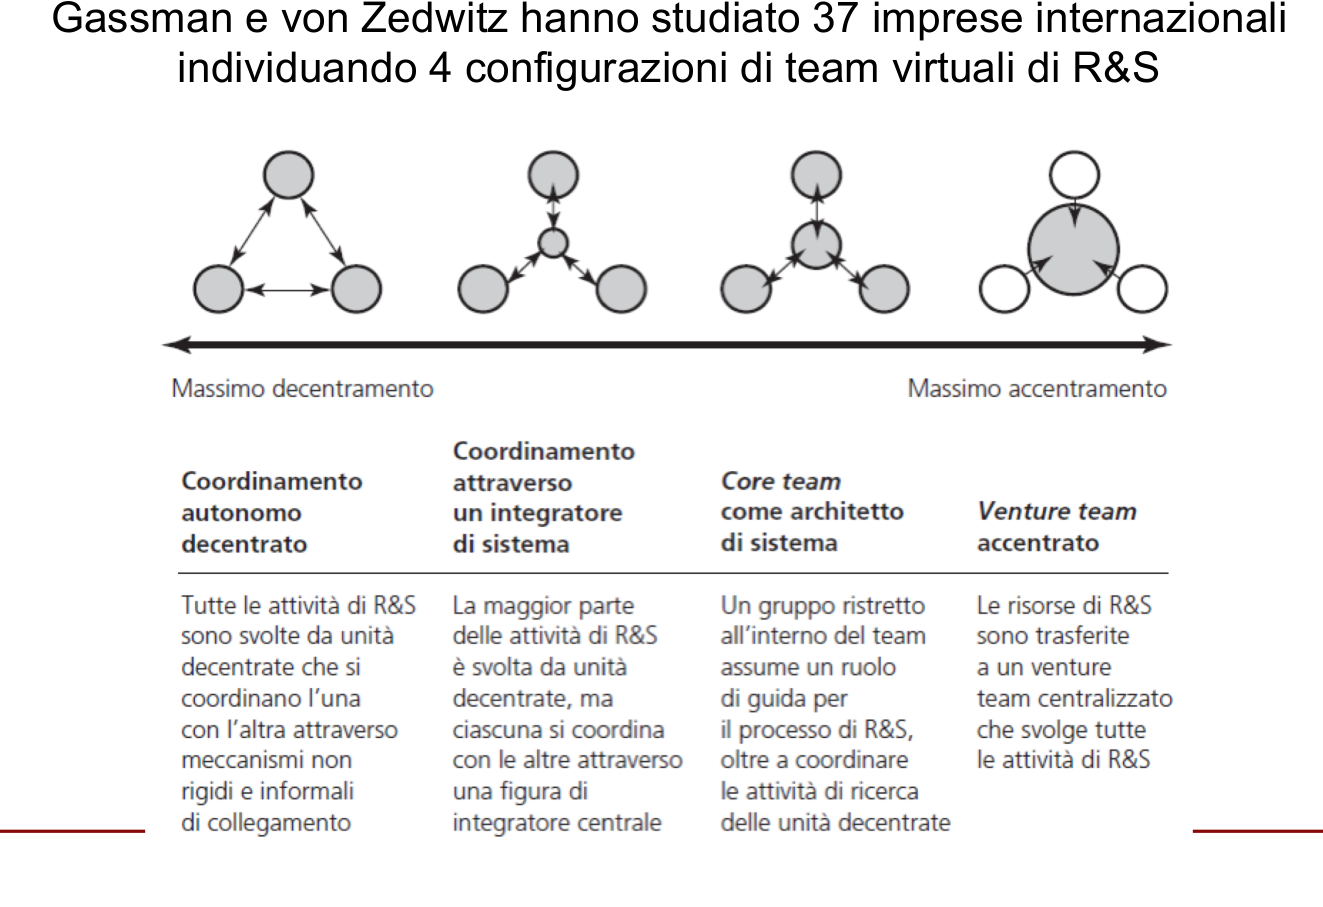 Gassman e von Zedwitz hanno studiato 37 imprese internazionali
individuando 4 configurazioni di team virtuali di R&S
Massimo decentramento
Massimo accentramento
Coordinamento
autonomo
decentrato
Coordinamento
attraverso
un integratore
di sistema
Core team
come architetto
di sistema
Venture team
accentrato
Tutte le attività di R&S
sono svolte da unità
decentrate che si
coordinano l'una
con l'altra attraverso
meccanismi non
rigidi e informali
di collegamento
La maggior parte
delle attività di R&S
è svolta da unità
decentrate, ma
ciascuna si coordina
con le altre attraverso
una figura di
integratore centrale
Un gruppo ristretto
all'interno del team
assume un ruolo
di guida per
il processo di R&S,
oltre a coordinare
le attività di ricerca
delle unità decentrate
Le risorse di R&S
sono trasferite
a un venture
team centralizzato
che svolge tutte
le attività di R&S